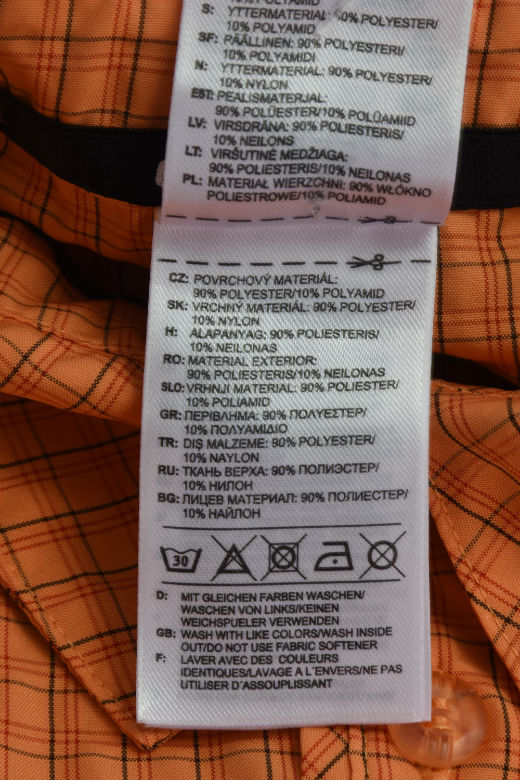 10% POLYAMID
S: YTTERMATERIAL: 90% POLYESTER/
10% POLYAMID
SF: PÄÄLLINEN: 90% POLYESTERI/
10% POLYAMIDI
N: YTTERMATERIAL: 90% POLYESTER/
10% NYLON
EST: PEALISMATERJAL:
90% POLÜESTER/10% POLÜAMIID
LV: VIRSDRĀNA: 90% POLIESTERIS/
10% NEILONS
LT: VIRŠUTINĖ MEDŽIAGA:
90% POLIESTERIS/10% NEILONAS
PL: MATERIAŁ WIERZCHNI: 90% WŁÓKNO
POLIESTROWE/10% POLIAMID
CZ: POVRCHOVÝ MATERIÁL:
90% POLYESTER/10% POLYAMID
SK: VRCHNÝ MATERIÁL: 90% POLYESTER/
10% NYLON
H: ALAPANYAG: 90% POLIESTERIS/
10% NEILONAS
RO: MATERIAL EXTERIOR:
90% POLIESTERIS/10% NEILONAS
SLO: VRHNJI MATERIAL: 90% POLIESTER/
10% POLIAMID
GR: ΠΕΡΙΒΛΗΜΑ: 90% ΠΟΛΥΕΖΤΕΡ/
10% ΠΟΛΥΑΜΙΔΙΟ
TR: DIŞ MALZEME: 90% POLYESTER/
10% NAYLON
RU: ТКАНЬ ВЕРХА: 90% ПОЛИЭСТЕР/
10% НИЛОН
BG: ЛИЦЕВ МАТЕРИАЛ: 90% ПОЛИЕСТЕР/
10% НАЙЛОН
30
D: MIT GLEICHEN FARBEN WASCHEN/
WASCHEN VON LINKS/KEINEN
WEICHSPUELER VERWENDEN
GB: WASH WITH LIKE COLORS/WASH INSIDE
OUT/DO NOT USE FABRIC SOFTENER
F: LAVER AVEC DES COULEURS
IDENTIQUES/LAVAGE A L'ENVERS/NE PAS
UTILISER D'ASSOUPLISSANT